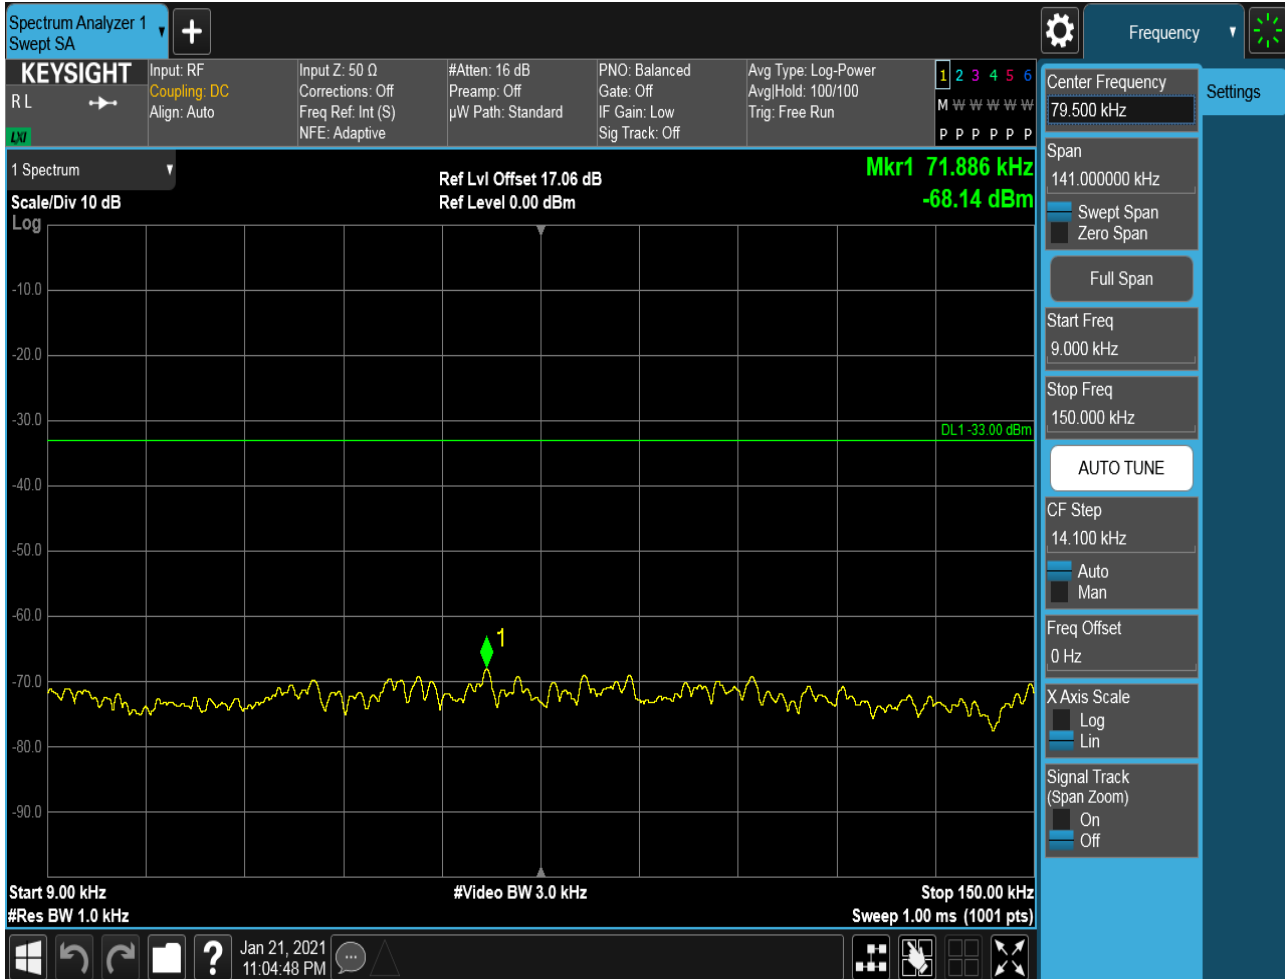 Spectrum Analyzer 1
Swept SA
Frequency
KEYSIGHT
R L
LXI
Input: RF
Coupling: DC
Align: Auto
Input Z: 50 Ω
Corrections: Off
Freq Ref: Int (S)
NFE: Adaptive
#Atten: 16 dB
Preamp: Off
µW Path: Standard
PNO: Balanced
Gate: Off
IF Gain: Low
Sig Track: Off
Avg Type: Log-Power
Avg|Hold: 100/100
Trig: Free Run
1 2 3 4 5 6
M W W W W W
P P P P P P
1 Spectrum
Scale/Div 10 dB
Log
Ref Lvl Offset 17.06 dB
Ref Level 0.00 dBm
Mkr1 71.886 kHz
-68.14 dBm
-10.0
-20.0
-30.0
DL1 -33.00 dBm
-40.0
-50.0
-60.0
1
-70.0
-80.0
-90.0
Start 9.00 kHz
#Res BW 1.0 kHz
#Video BW 3.0 kHz
Stop 150.00 kHz
Sweep 1.00 ms (1001 pts)
Center Frequency
79.500 kHz
Settings
Span
141.000000 kHz
Swept Span
Zero Span
Full Span
Start Freq
9.000 kHz
Stop Freq
150.000 kHz
AUTO TUNE
CF Step
14.100 kHz
Auto
Man
Freq Offset
0 Hz
X Axis Scale
Log
Lin
Signal Track
(Span Zoom)
On
Off
?
Jan 21, 2021
11:04:48 PM